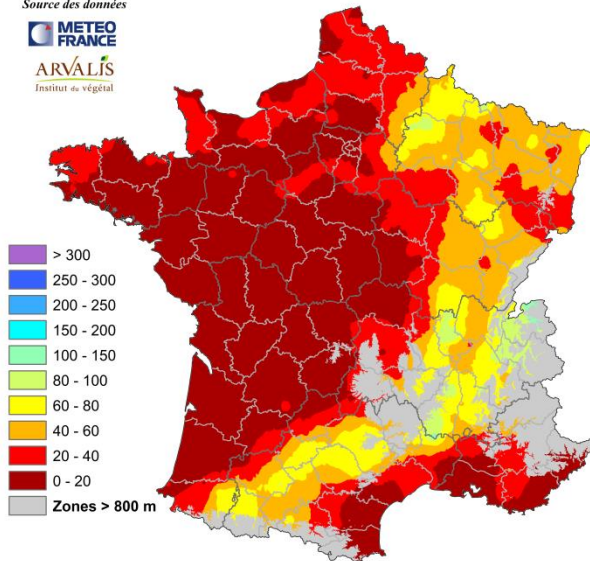 Source des données
METEO
FRANCE
ARVALIS
Institut du végétal
> 300
250 - 300
200 - 250
150 - 200
100 - 150
80 - 100
60 - 80
40 - 60
20 - 40
0 - 20
Zones > 800 m